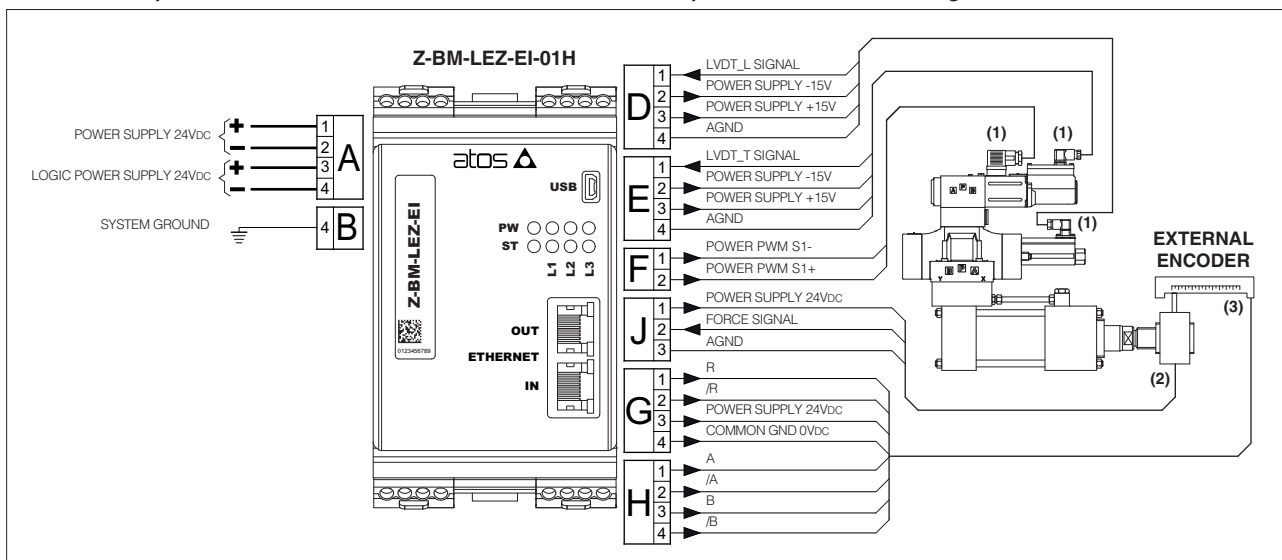 Z-BM-LEZ-EI-01H
POWER SUPPLY 24VDC
+
-
LOGIC POWER SUPPLY 24VDC
+
-
1
2
3
4
A
SYSTEM GROUND
4
B
atos
USB
PW
ST
L1
L2
L3
Z-BM-LEZ-EI
0123456789
OUT
ETHERNET
IN
D
1
2
3
4
LVDT_L SIGNAL
POWER SUPPLY -15V
POWER SUPPLY +15V
AGND
E
1
2
3
4
LVDT_T SIGNAL
POWER SUPPLY -15V
POWER SUPPLY +15V
AGND
F
1
2
POWER PWM S1-
POWER PWM S1+
J
1
2
3
POWER SUPPLY 24VDC
FORCE SIGNAL
AGND
G
1
2
3
4
R
/R
POWER SUPPLY 24VDC
COMMON GND 0VDC
H
1
2
3
4
A
/A
B
/B
(1)
(1)
A P B
(1)
B P A
Y
X
EXTERNAL
ENCODER
(3)
(2)